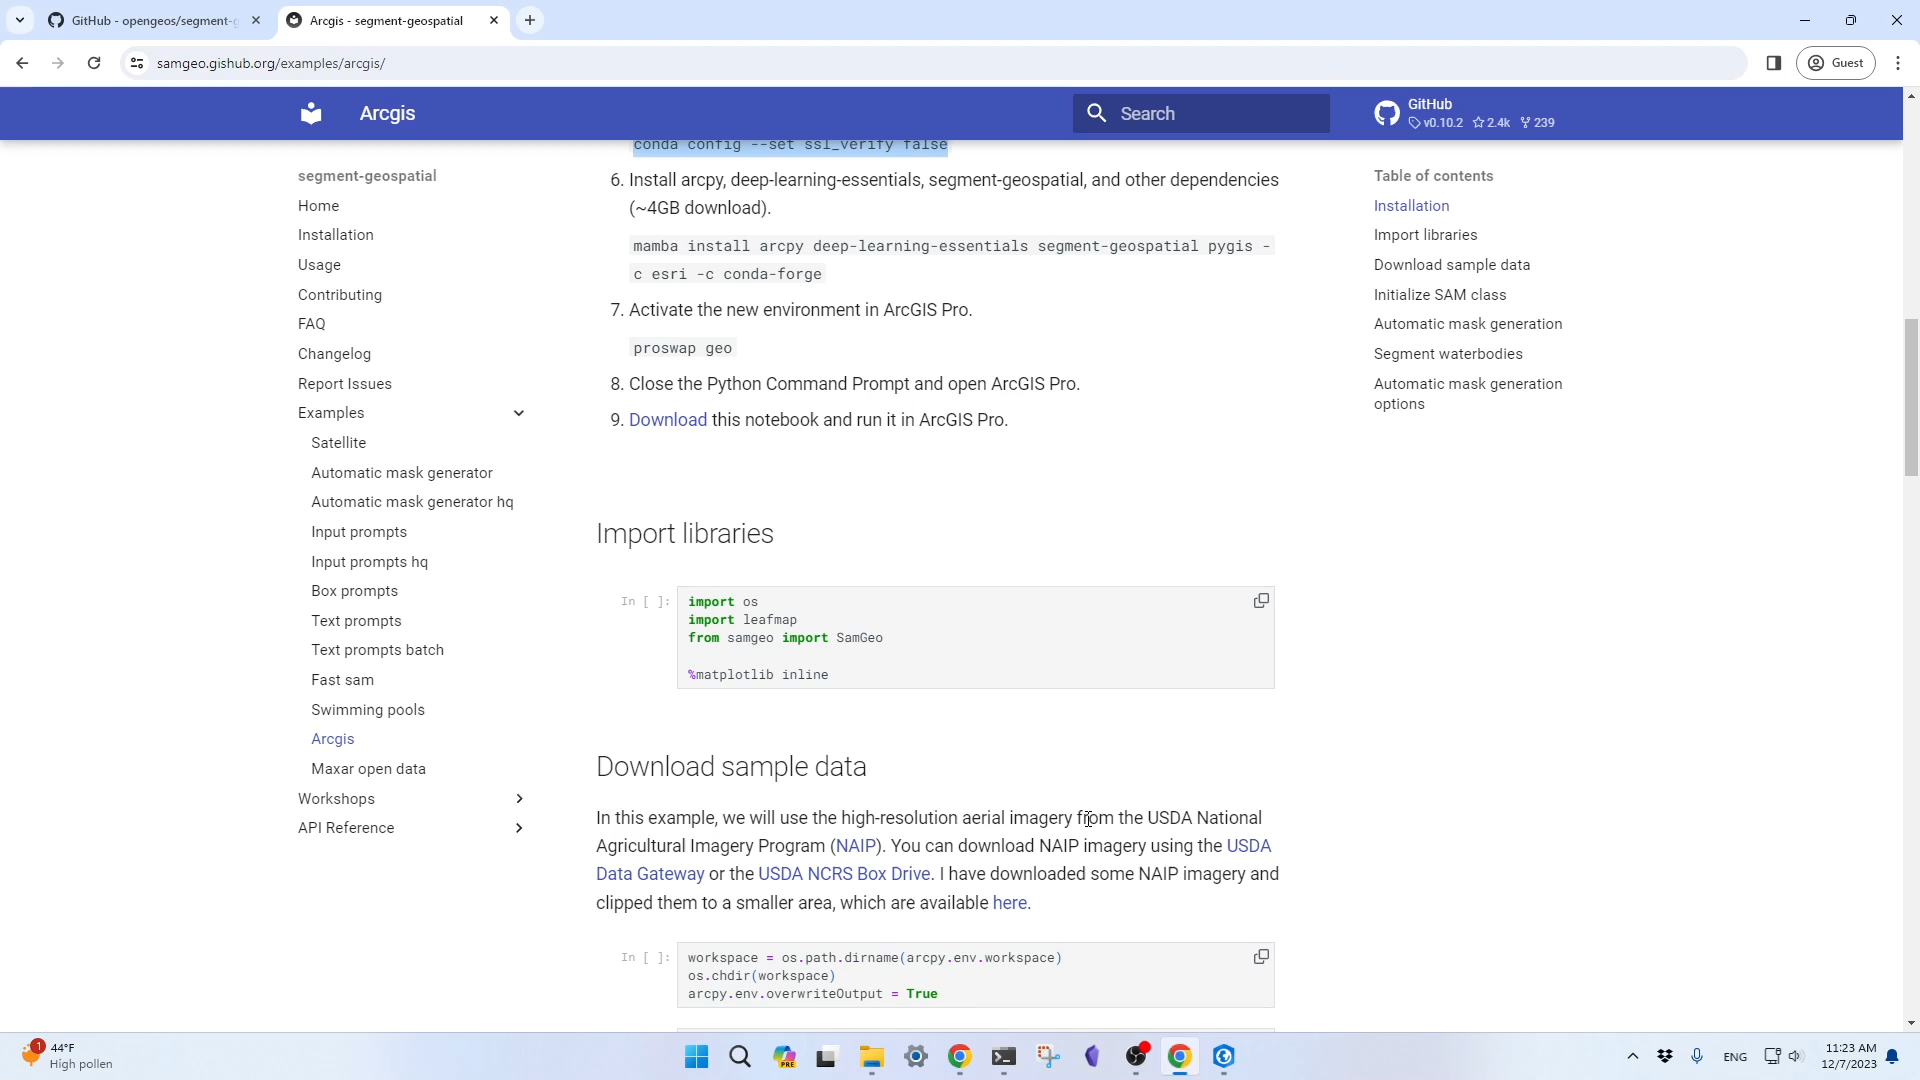 GitHub - opengeos/segment-g
Arcgis - segment-geospatial
samgeo.gishub.org/examples/arcgis/
Guest
Arcgis
Search
GitHub
v0.10.2 2.4k 239
segment-geospatial
Home
Installation
Usage
Contributing
FAQ
Changelog
Report Issues
Examples
Satellite
Automatic mask generator
Automatic mask generator hq
Input prompts
Input prompts hq
Box prompts
Text prompts
Text prompts batch
Fast sam
Swimming pools
Arcgis
Maxar open data
Workshops
API Reference
conda config --set ssl_verify false
6. Install arcpy, deep-learning-essentials, segment-geospatial, and other dependencies
(~4GB download).
mamba install arcpy deep-learning-essentials segment-geospatial pygis -
c esri -c conda-forge
7. Activate the new environment in ArcGIS Pro.
proswap geo
8. Close the Python Command Prompt and open ArcGIS Pro.
9. Download this notebook and run it in ArcGIS Pro.
Import libraries
In [ ]:
import os
import leafmap
from samgeo import SamGeo
%matplotlib inline
Download sample data
In this example, we will use the high-resolution aerial imagery from the USDA National
Agricultural Imagery Program (NAIP). You can download NAIP imagery using the USDA
Data Gateway or the USDA NCRS Box Drive. I have downloaded some NAIP imagery and
clipped them to a smaller area, which are available here.
In [ ]:
workspace = os.path.dirname(arcpy.env.workspace)
os.chdir(workspace)
arcpy.env.overwriteOutput = True
Table of contents
Installation
Import libraries
Download sample data
Initialize SAM class
Automatic mask generation
Segment waterbodies
Automatic mask generation
options
1
44°F
High pollen
PRE
ENG
11:23 AM
12/7/2023